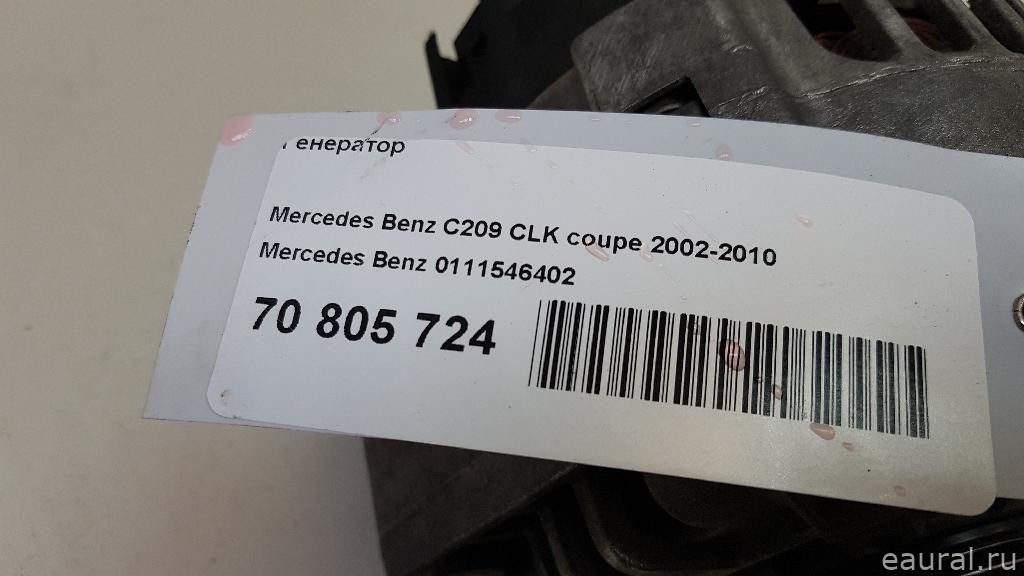 Генератор
Mercedes Benz C209 CLK coupe 2002-2010
Mercedes Benz 0111546402
70 805 724
eaural.ru